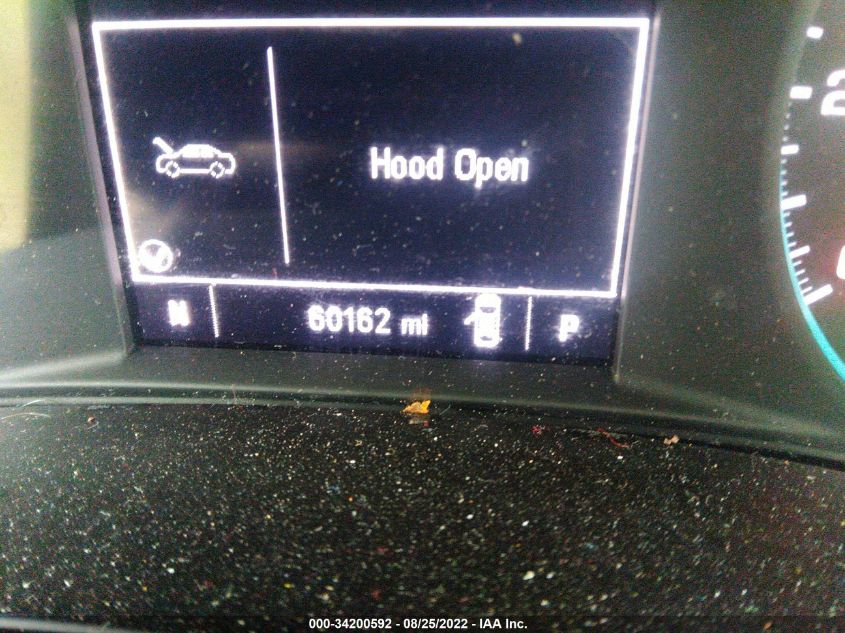 Hood Open
N 60162 mi P
000-34200592 - 08/25/2022 - IAA Inc.